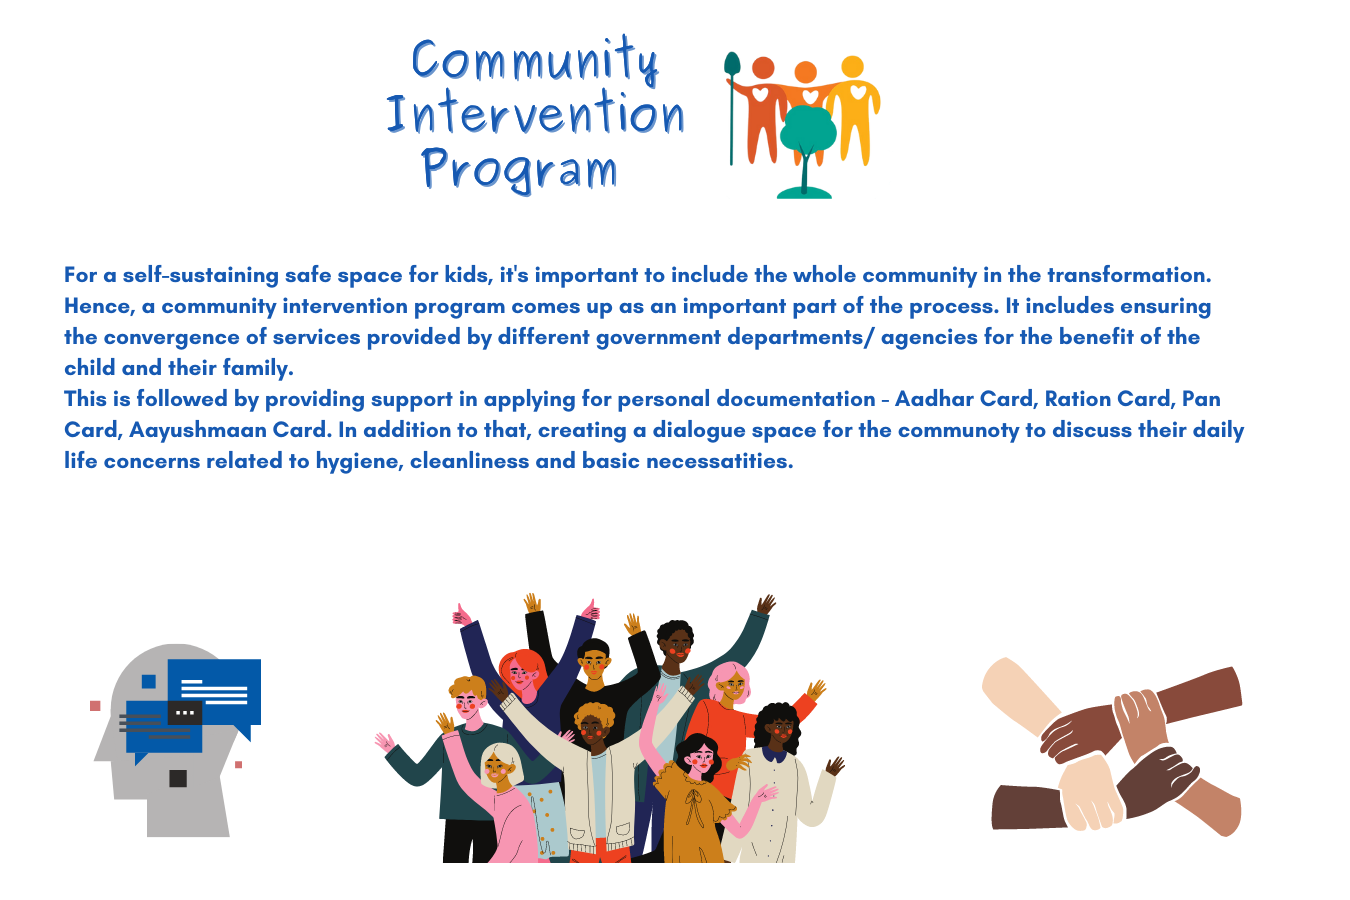 Community
Intervention
Program
For a self-sustaining safe space for kids, it's important to include the whole community in the transformation.
Hence, a community intervention program comes up as an important part of the process. It includes ensuring
the convergence of services provided by different government departments/ agencies for the benefit of the
child and their family.
This is followed by providing support in applying for personal documentation - Aadhar Card, Ration Card, Pan
Card, Aayushmaan Card. In addition to that, creating a dialogue space for the communoty to discuss their daily
life concerns related to hygiene, cleanliness and basic necessatities.